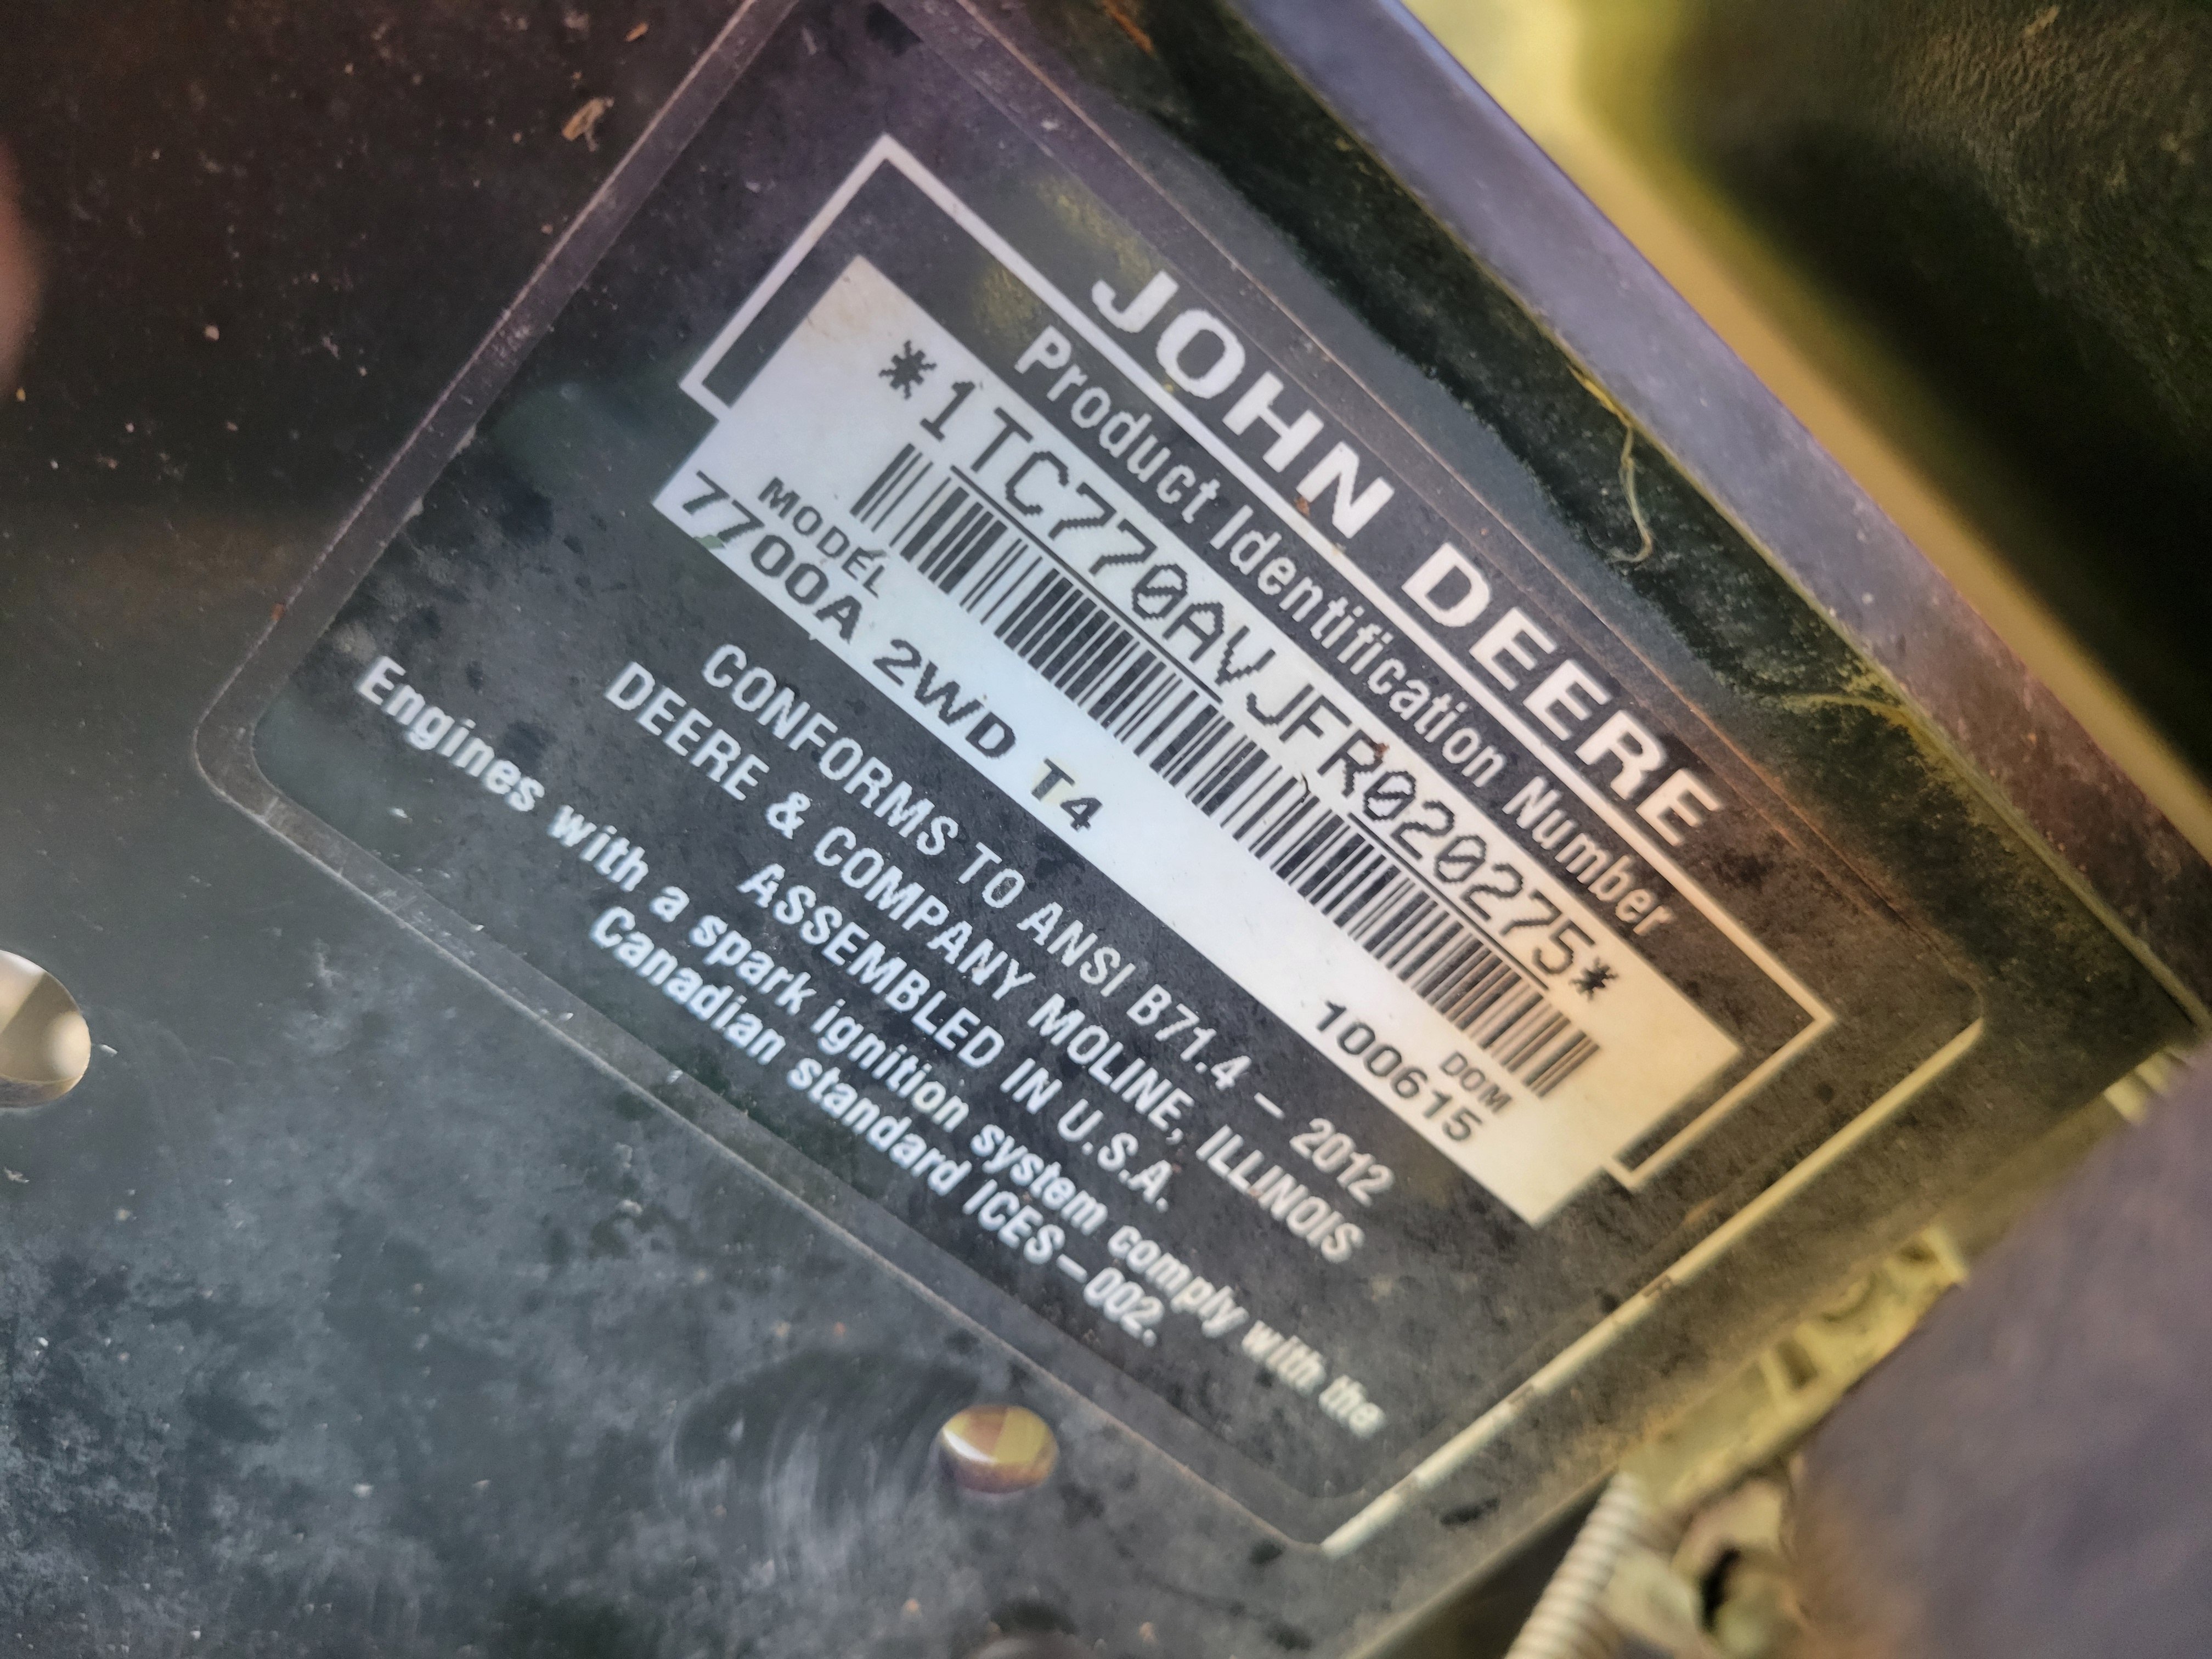 JOHN DEERE
Product Identification Number
*1TC770AVJFR020275*
MODEL DOM
7700A 2WD T4 100615
CONFORMS TO ANSI B71.4 - 2012
DEERE & COMPANY MOLINE, ILLINOIS
ASSEMBLED IN U.S.A.
Engines with a spark ignition system comply with the
Canadian standard ICES-002.